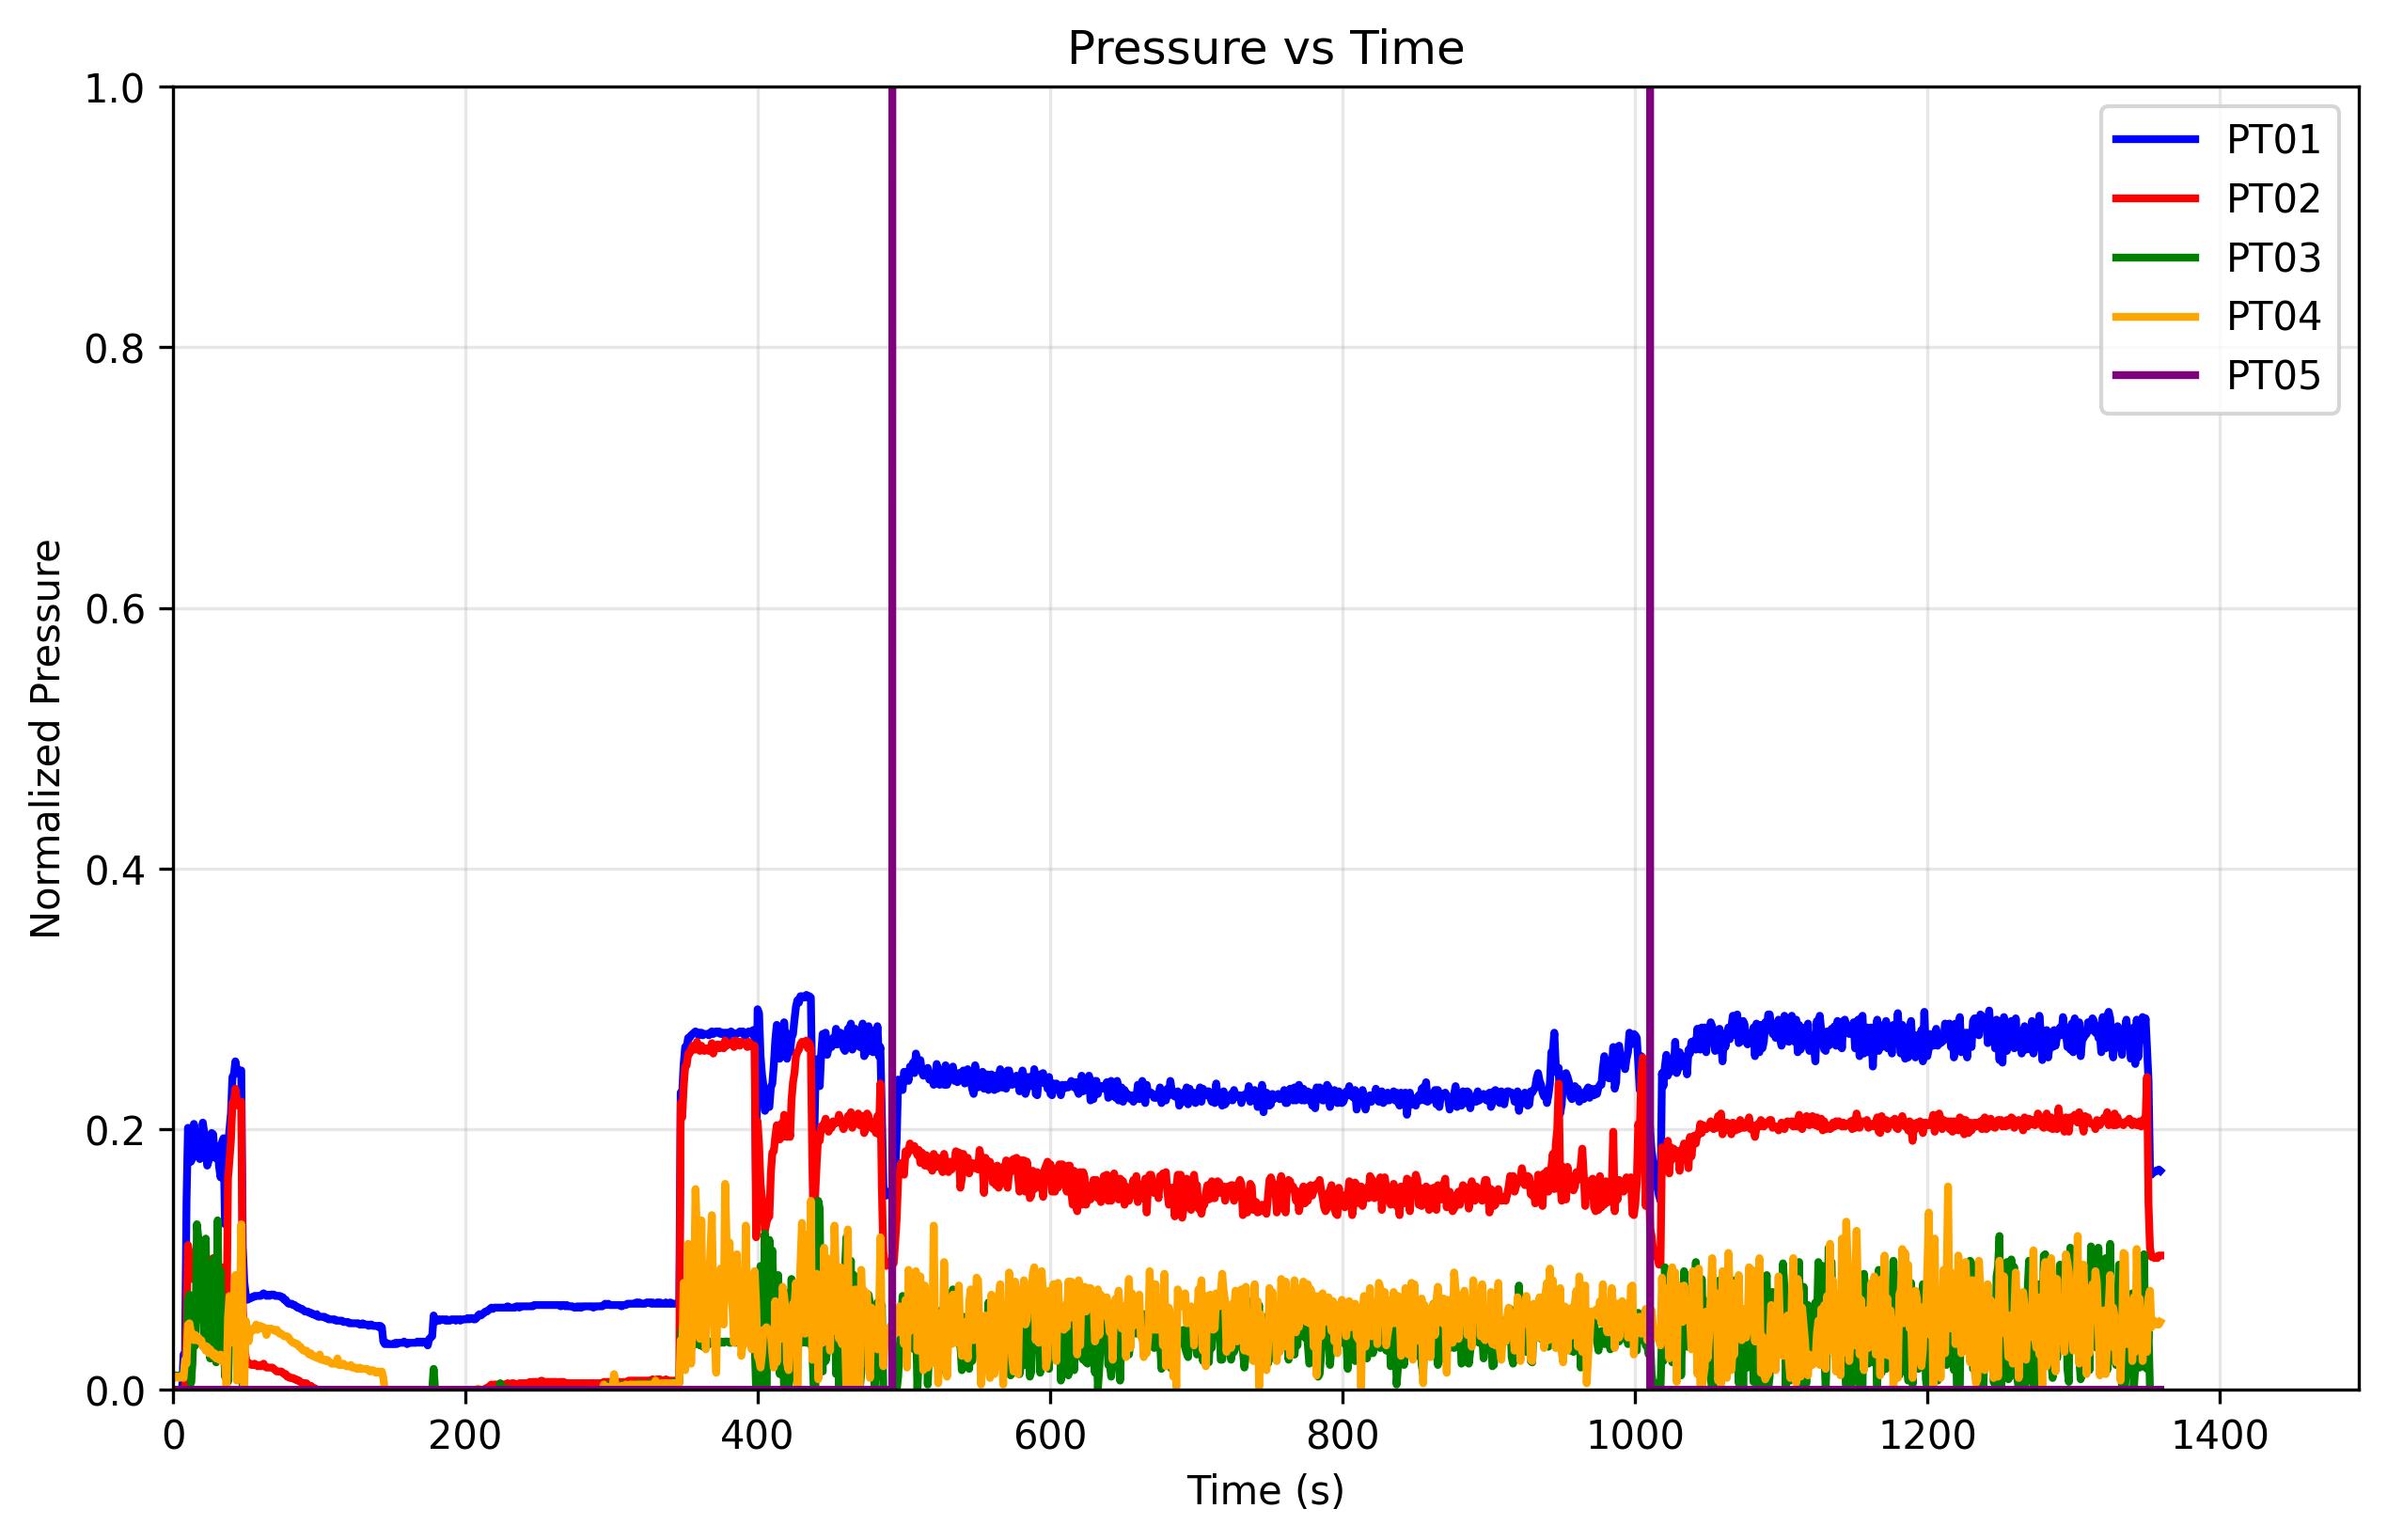 Pressure vs Time
1.0
0.8
0.6
0.4
0.2
0.0
Normalized Pressure
0 200 400 600 800 1000 1200 1400
Time (s)
PT01
PT02
PT03
PT04
PT05